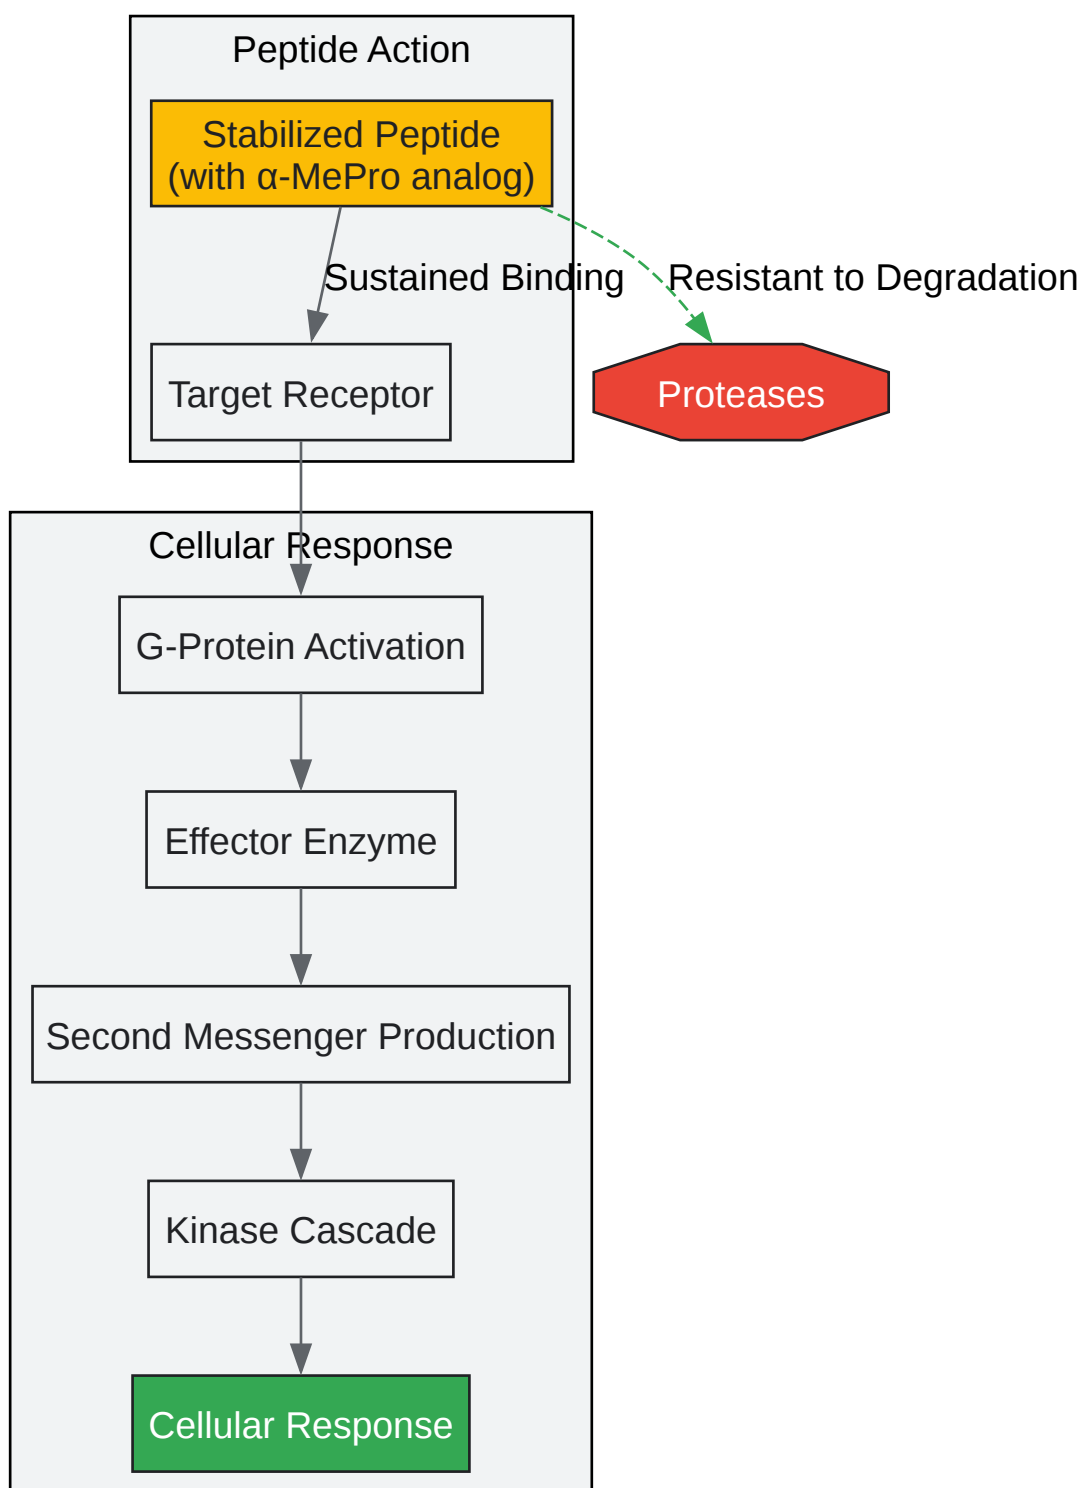 Peptide Action
Stabilized Peptide
(with α-MePro analog)
Sustained Binding
Resistant to Degradation
Target Receptor
Proteases
Cellular Response
G-Protein Activation
Effector Enzyme
Second Messenger Production
Kinase Cascade
Cellular Response